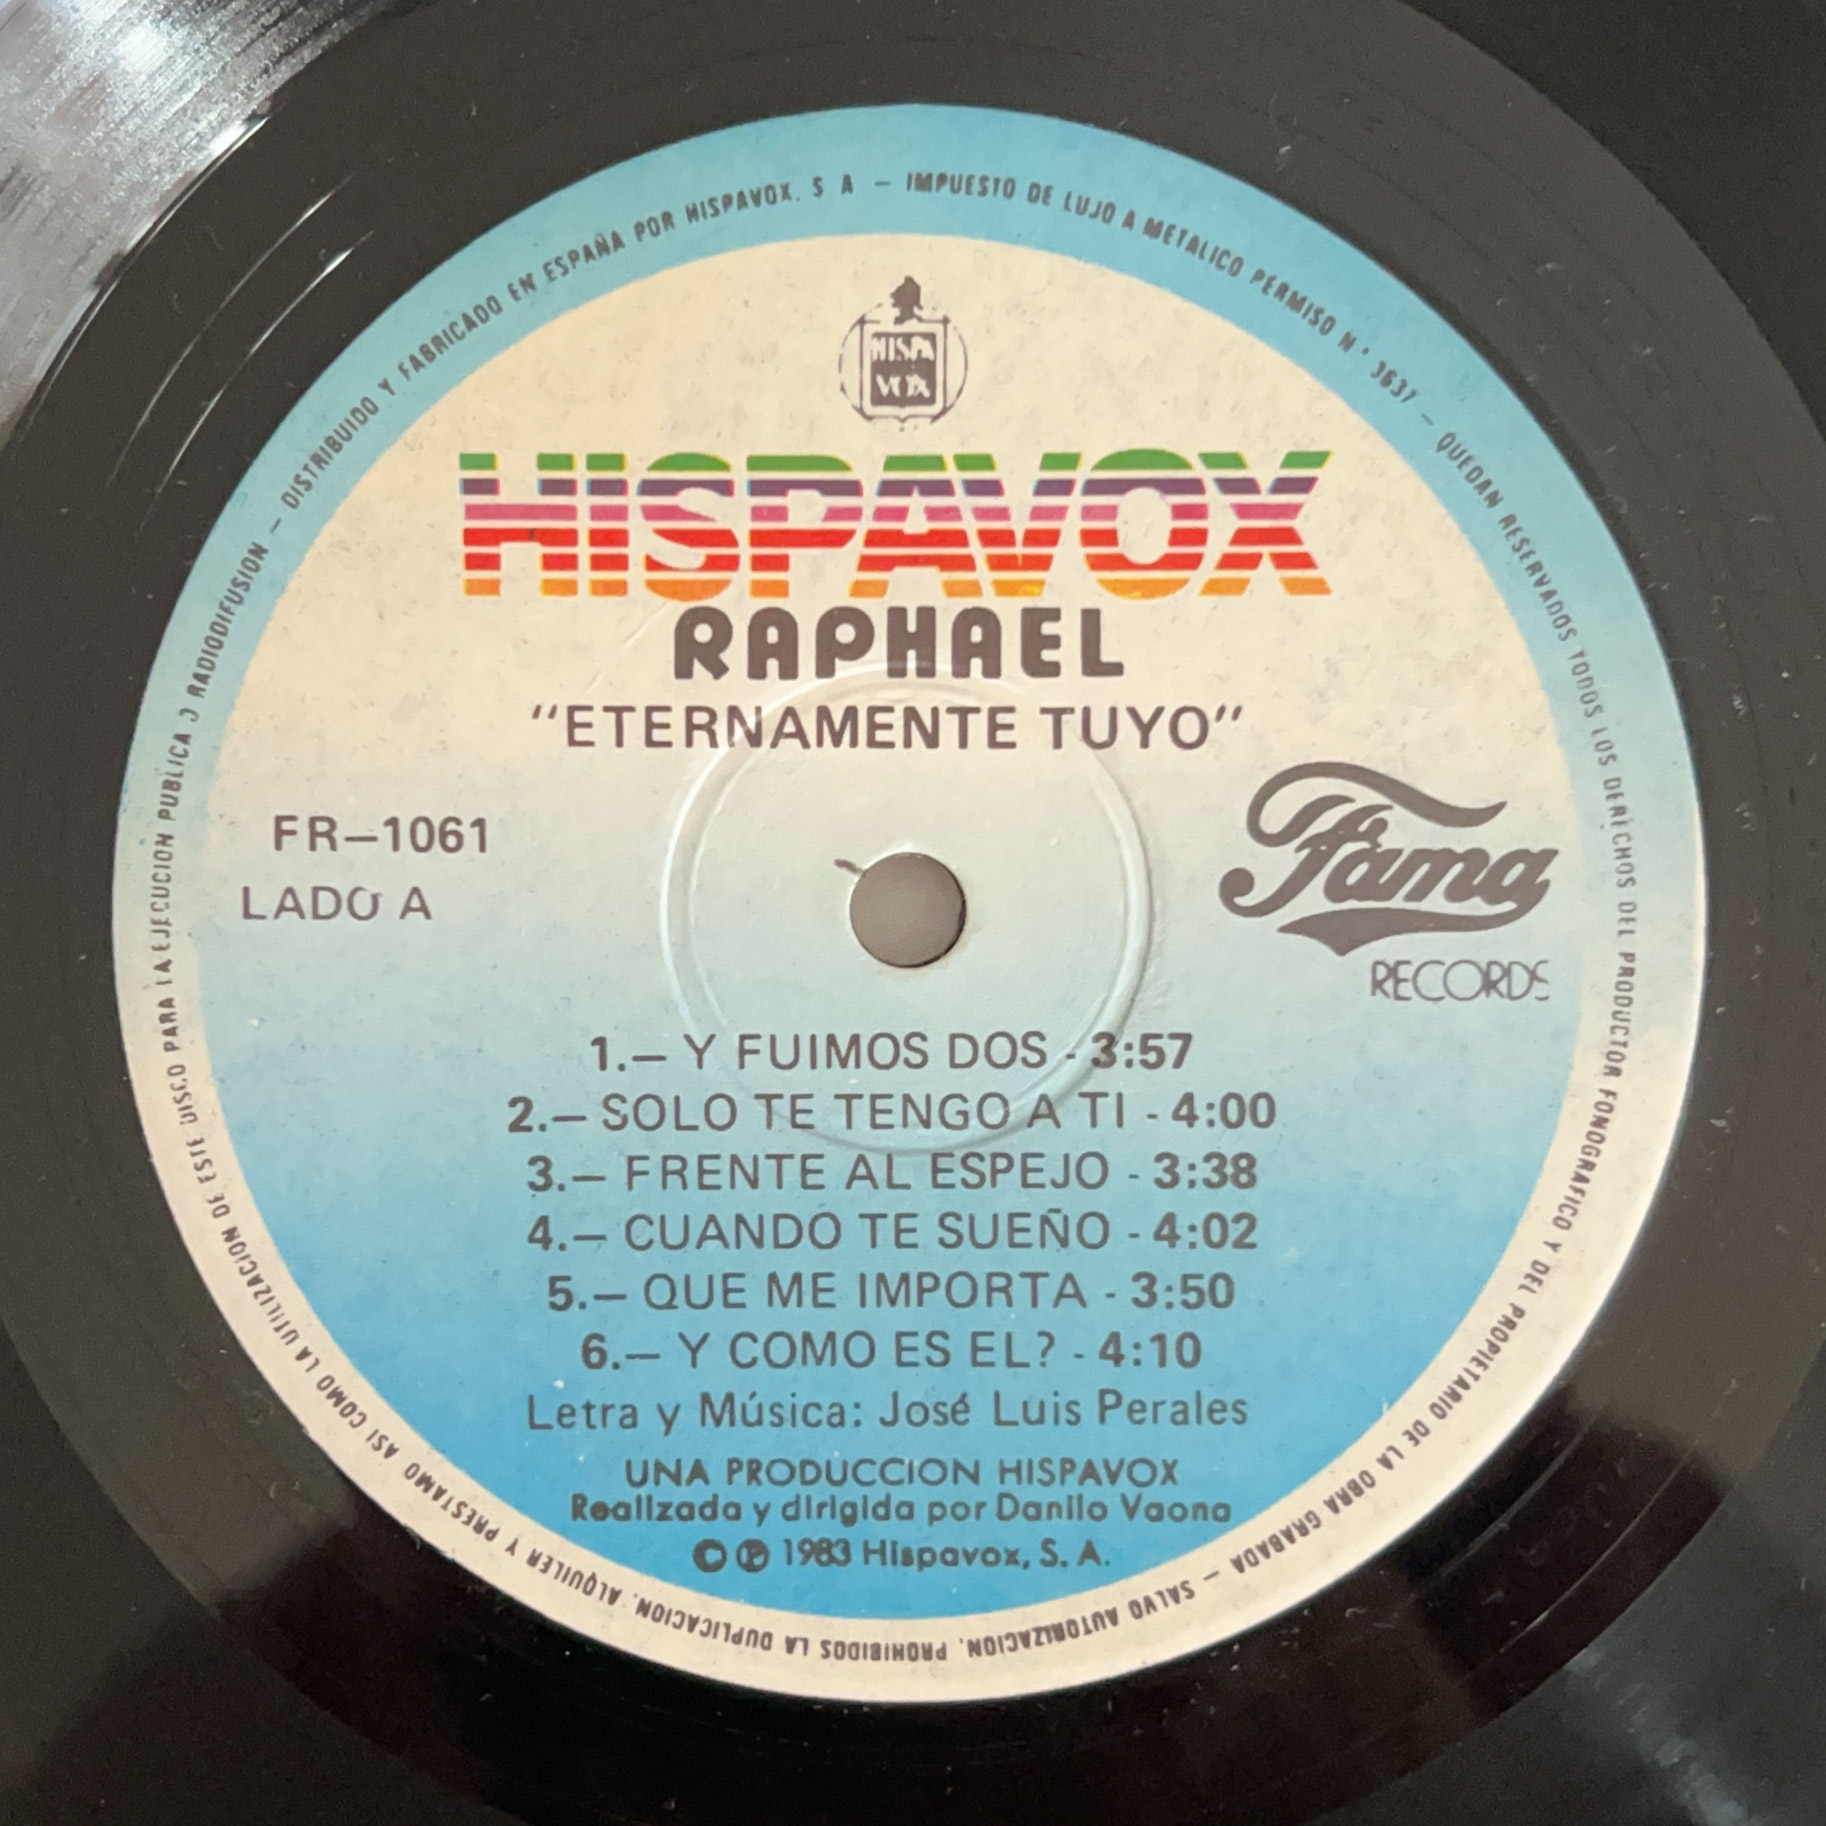 DISTRIBUIDO Y FABRICADO EN ESPAÑA POR HISPAVOX, S A – IMPUESTO DE LUJO A METALICO PERMISO N° 3637 – QUEDAN RESERVADOS TODOS LOS DERECHOS DEL PRODUCTOR FONOGRAFICO Y DEL PROPIETARIO DE LA OBRA GRABADA – SALVO AUTORIZACION, PROHIBIDOS LA DUPLICACION, ALQUILER Y PRESTAMO ASI COMO LA UTILIZACION DE ESTE DISCO PARA LA EJECUCION PUBLICA Y RADIODIFUSION –
HISPA
VOX
HISPAVOX
RAPHAEL
"ETERNAMENTE TUYO"
FR–1061
LADO A
Fama
RECORDS
1.– Y FUIMOS DOS - 3:57
2.– SOLO TE TENGO A TI - 4:00
3.– FRENTE AL ESPEJO - 3:38
4.– CUANDO TE SUEÑO - 4:02
5.– QUE ME IMPORTA - 3:50
6.– Y COMO ES EL? - 4:10
Letra y Música: José Luis Perales
UNA PRODUCCION HISPAVOX
Realizada y dirigida por Danilo Vaona
© ℗ 1983 Hispavox, S. A.